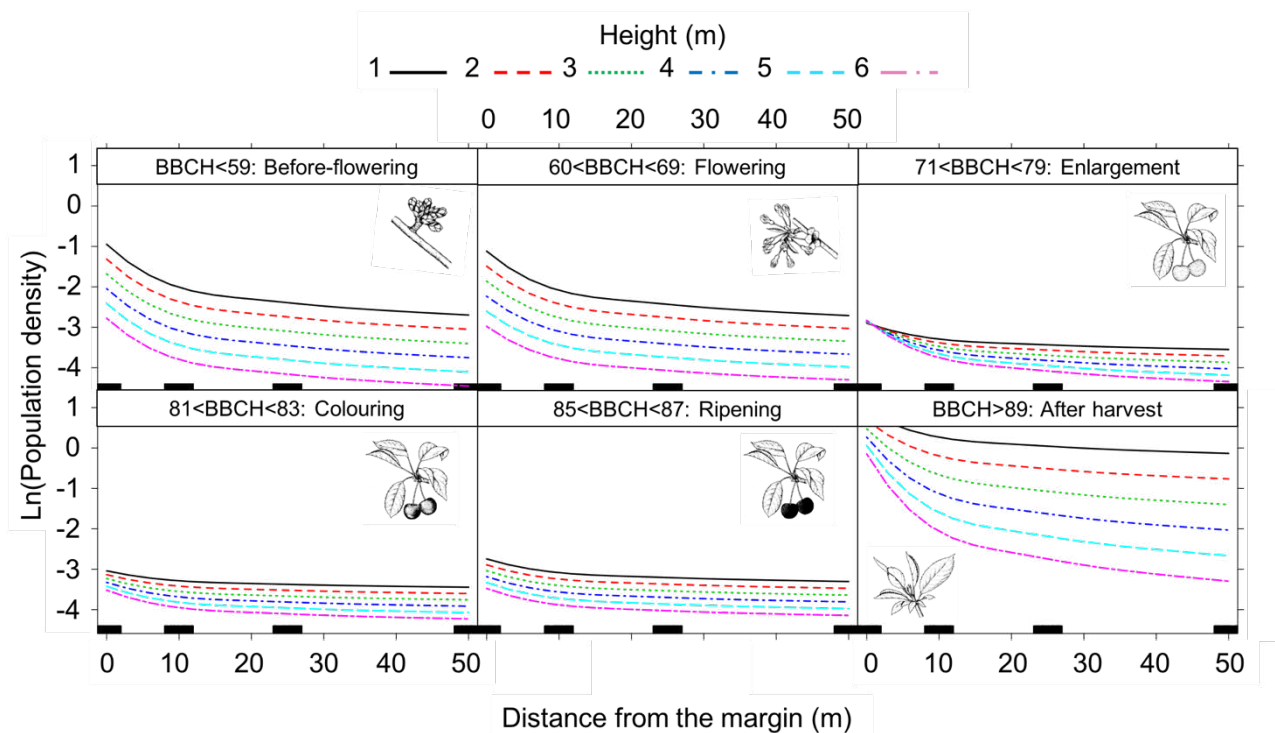 Height (m)
1 2 3 4 5 6
0 10 20 30 40 50
BBCH<59: Before-flowering 60<BBCH<69: Flowering 71<BBCH<79: Enlargement
1
0
-1
-2
-3
-4
81<BBCH<83: Colouring 85<BBCH<87: Ripening BBCH>89: After harvest
1
0
-1
-2
-3
-4
Ln(Population density)
0 10 20 30 40 50 0 10 20 30 40 50
Distance from the margin (m)